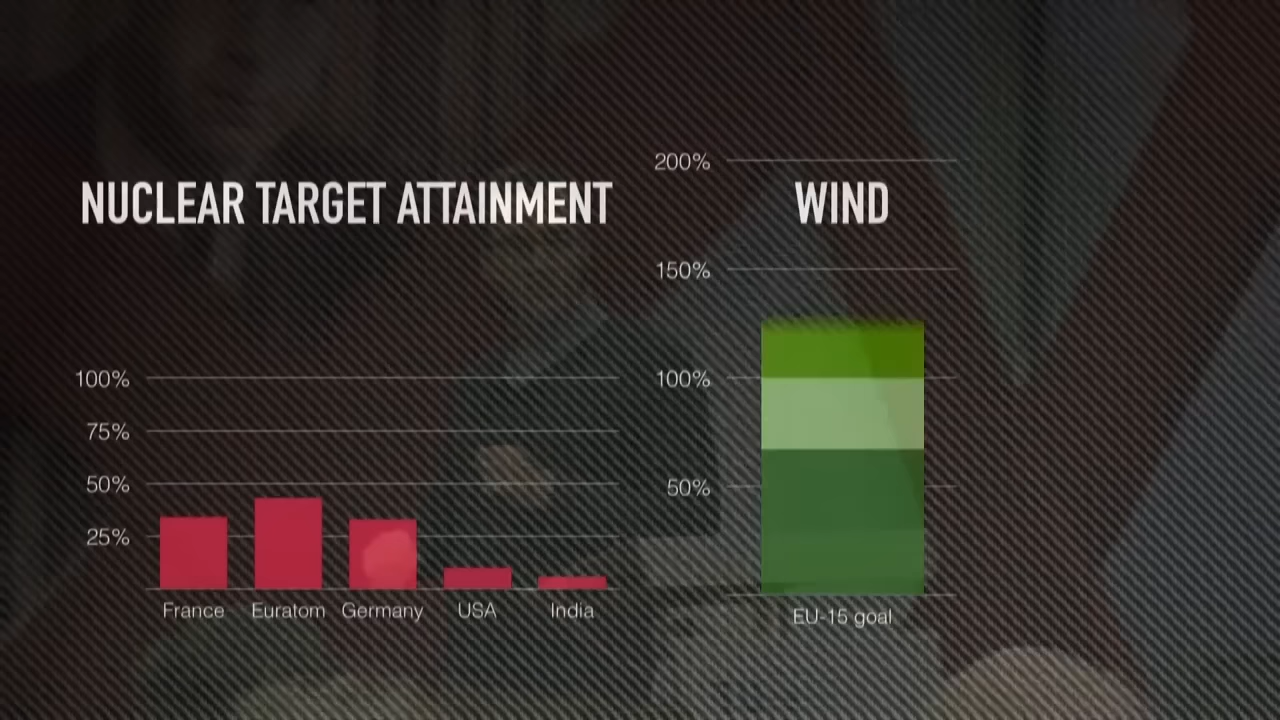 NUCLEAR TARGET ATTAINMENT
100%
75%
50%
25%
France Euratom Germany USA India
WIND
200%
150%
100%
50%
EU-15 goal